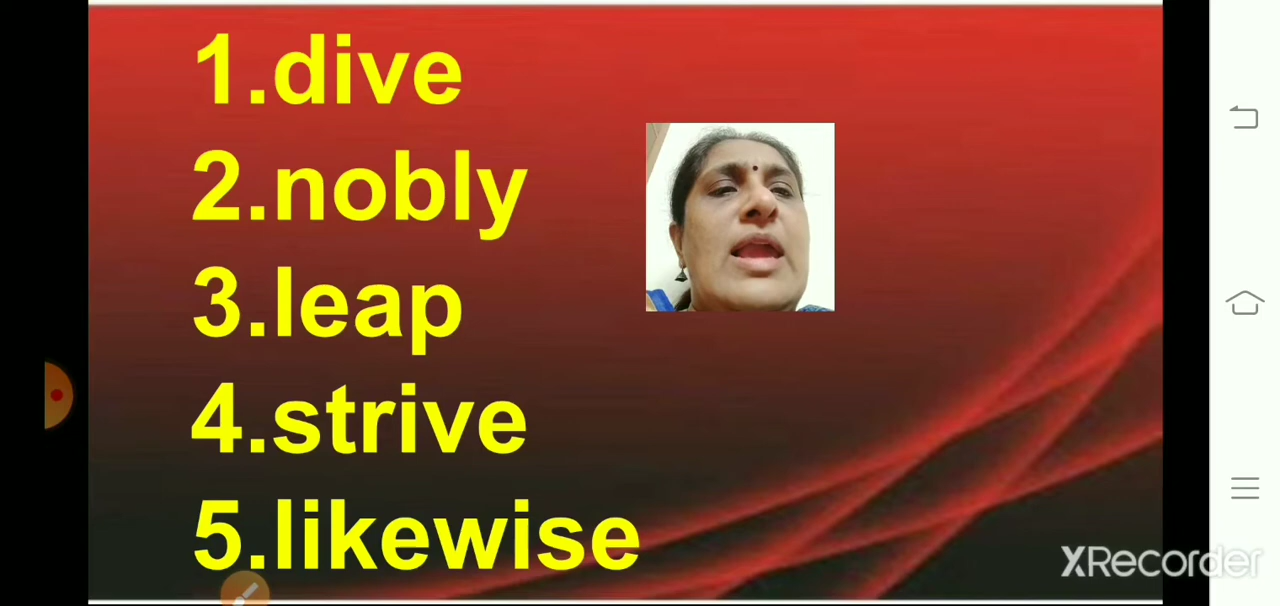 1.dive
2.nobly
3.leap
4.strive
5.likewise
XRecorder